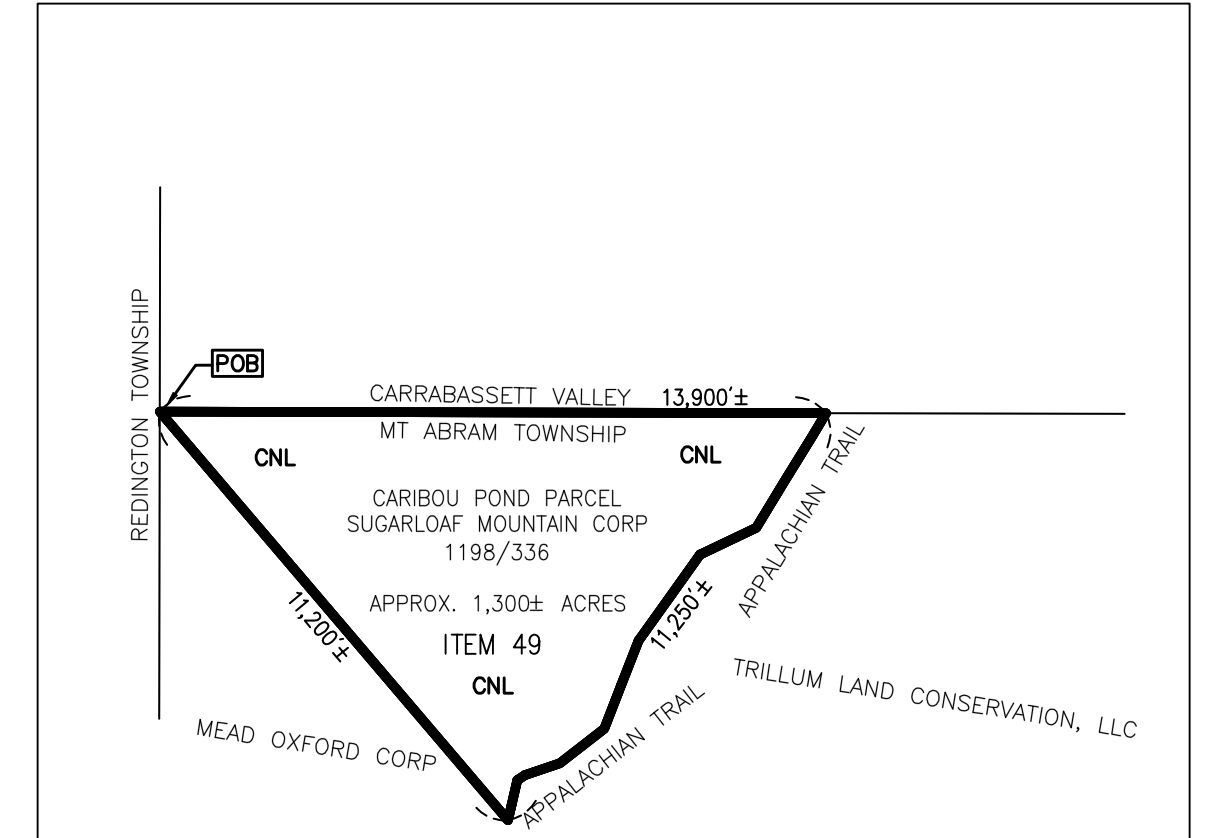 REDINGTON TOWNSHIP
POB
CARRABASSETT VALLEY 13,900'±
MT ABRAM TOWNSHIP
CNL
CNL
CARIBOU POND PARCEL
SUGARLOAF MOUNTAIN CORP
1198/336
APPROX. 1,300± ACRES
ITEM 49
CNL
11,200'±
11,250'±
APPALACHIAN TRAIL
APPALACHIAN TRAIL
TRILLUM LAND CONSERVATION, LLC
MEAD OXFORD CORP